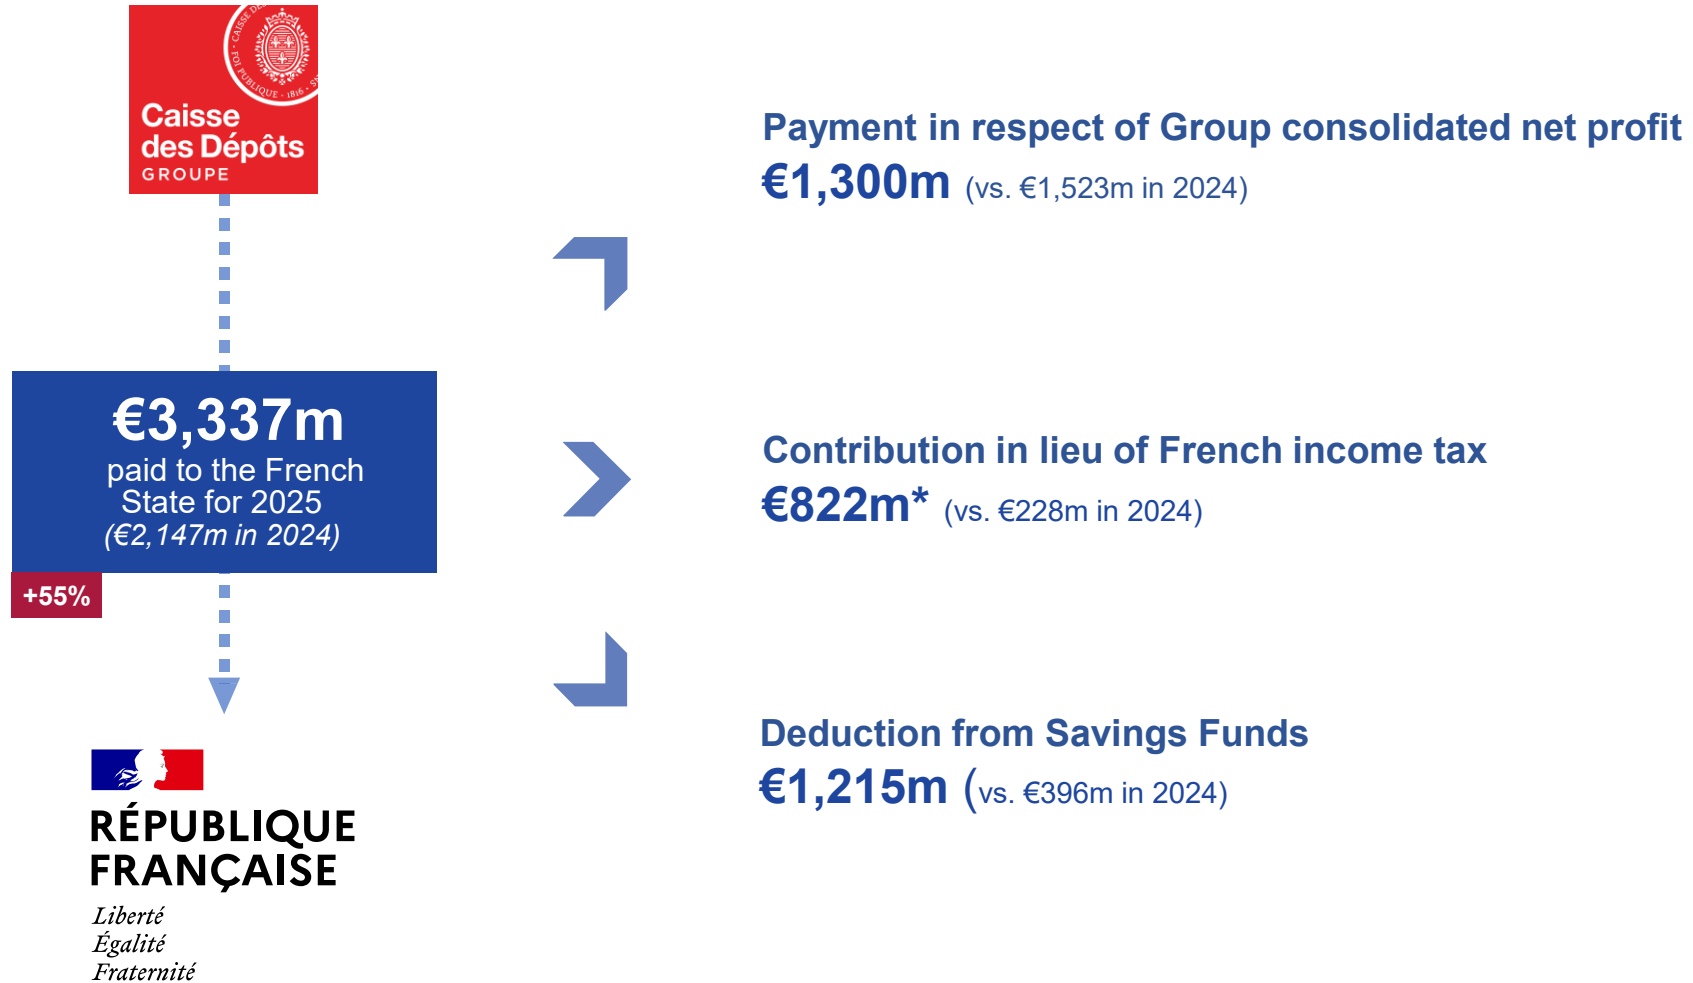 Caisse
des Dépôts
GROUPE
€3,337m
paid to the French
State for 2025
(€2,147m in 2024)
+55%
RÉPUBLIQUE
FRANÇAISE
Liberté
Égalité
Fraternité
Payment in respect of Group consolidated net profit
€1,300m (vs. €1,523m in 2024)
Contribution in lieu of French income tax
€822m* (vs. €228m in 2024)
Deduction from Savings Funds
€1,215m (vs. €396m in 2024)